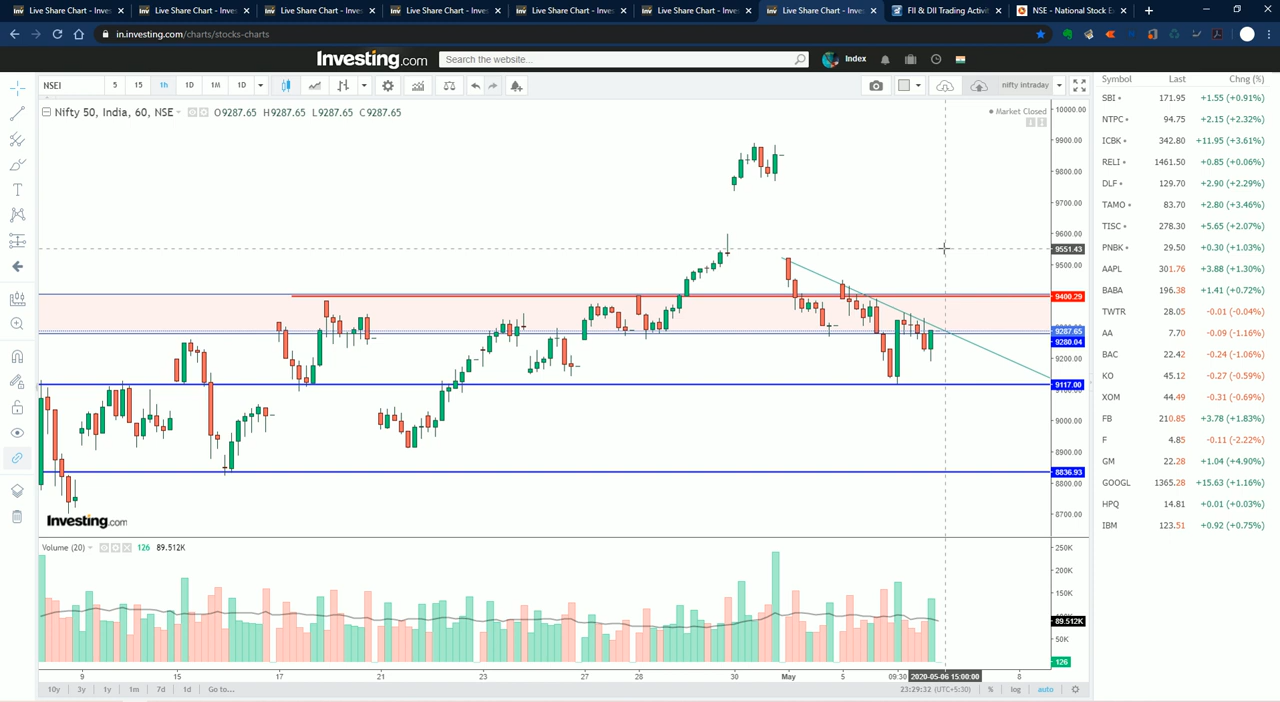 Live Share Chart - Inves
Live Share Chart - Inves
Live Share Chart - Inves
Live Share Chart - Inves
Live Share Chart - Inves
Live Share Chart - Inves
Live Share Chart - Inves
FII & DII Trading Activi
NSE - National Stock E
in.investing.com/charts/stocks-charts
Investing.com
Search the website...
Index
NSEI
5
15
1h
1D
1M
1D
nifty intraday
Nifty 50, India, 60, NSE
O9287.65 H9287.65 L9287.65 C9287.65
Market Closed
10000.00
9900.00
9800.00
9700.00
9600.00
9551.43
9500.00
9400.29
9287.65
9280.04
9200.00
9117.00
9000.00
8900.00
8836.93
8800.00
8700.00
Investing.com
Volume (20)
126 89.512K
250K
200K
150K
89.512K
50K
126
9
15
17
21
23
27
28
30
May
5
09:30
2020-05-06 15:00:00
8
10y
3y
1y
1m
7d
1d
Go to...
23:29:32 (UTC+5:30)
%
log
auto
Symbol Last Chg (%)
SBI 171.95 +1.55 (+0.91%)
NTPC 94.75 +2.15 (+2.32%)
ICBK 342.80 +11.95 (+3.61%)
RELI 1461.50 +0.85 (+0.06%)
DLF 129.70 +2.90 (+2.29%)
TAMO 83.70 +2.80 (+3.46%)
TISC 278.30 +5.65 (+2.07%)
PNBK 29.50 +0.30 (+1.03%)
AAPL 301.76 +3.88 (+1.30%)
BABA 196.38 +1.41 (+0.72%)
TWTR 28.05 -0.01 (-0.04%)
AA 7.70 -0.09 (-1.16%)
BAC 22.42 -0.24 (-1.06%)
KO 45.12 -0.27 (-0.59%)
XOM 44.49 -0.31 (-0.69%)
FB 210.85 +3.78 (+1.83%)
F 4.85 -0.11 (-2.22%)
GM 22.28 +1.04 (+4.90%)
GOOGL 1365.28 +15.63 (+1.16%)
HPQ 14.81 +0.01 (+0.03%)
IBM 123.51 +0.92 (+0.75%)